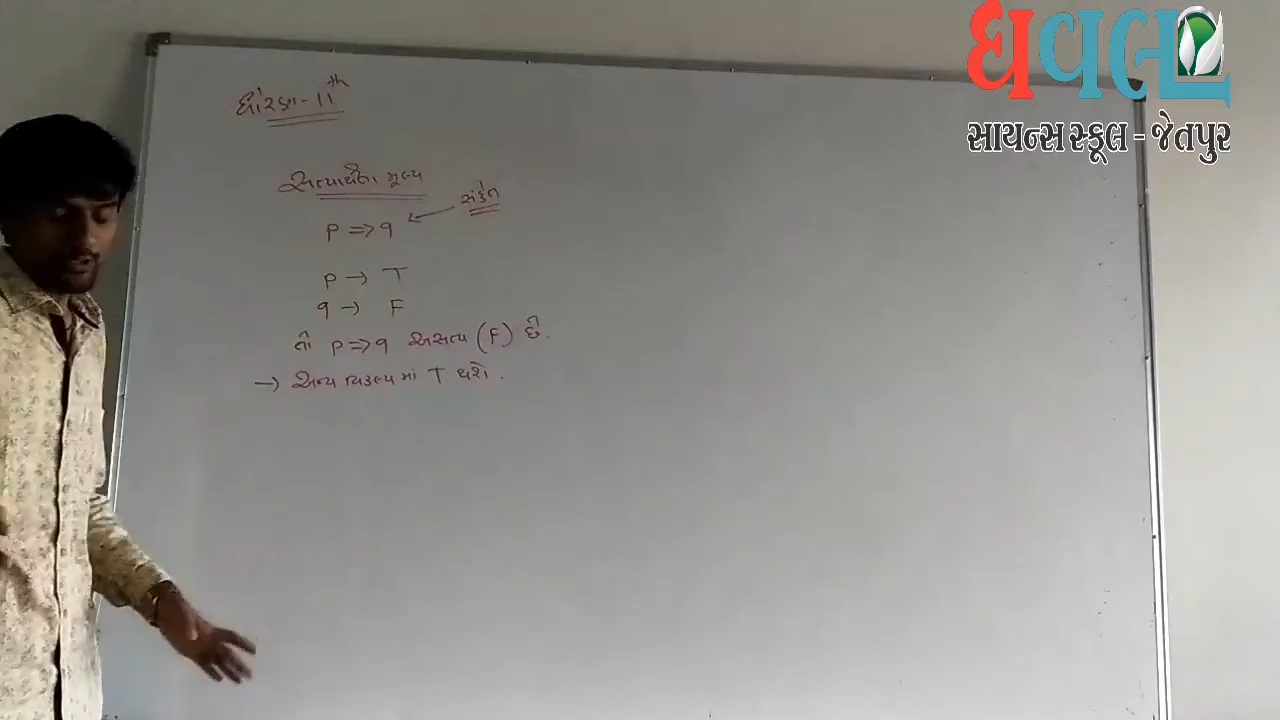 ધવલ
સાયન્સ સ્કૂલ - જેતપુર
ધોરણ - 11th
સત્યાર્થતા મૂલ્ય
સંકેત
p => q
p → T
q → F
તો p => q અસત્ય (F) છે.
→ અન્ય વિકલ્પ માં T થશે.